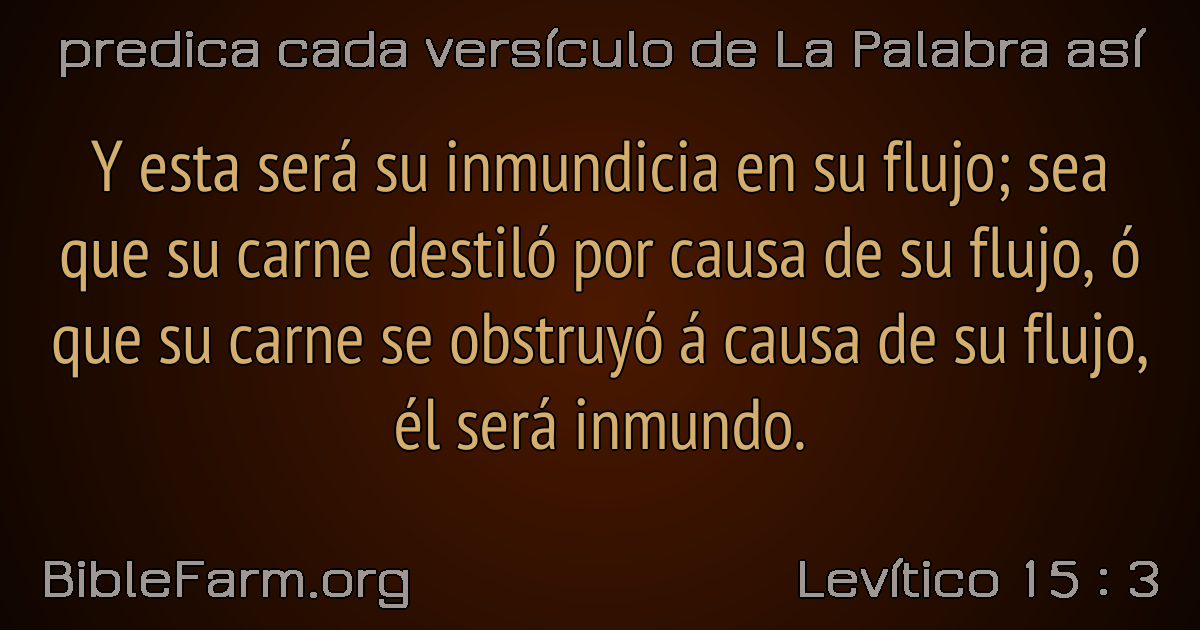 predica cada versículo de La Palabra así
Y esta será su inmundicia en su flujo; sea
que su carne destiló por causa de su flujo, ó
que su carne se obstruyó á causa de su flujo,
él será inmundo.
BibleFarm.org
Levítico 15 : 3